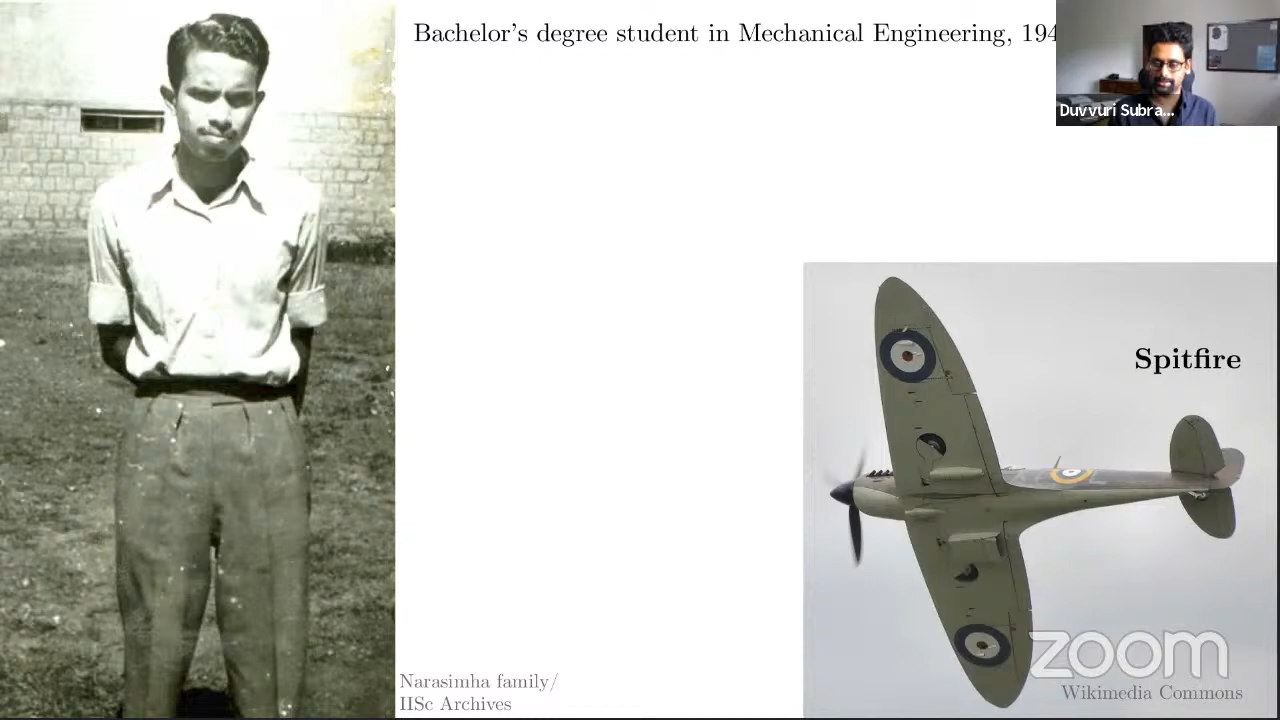 Bachelor's degree student in Mechanical Engineering, 194
Duvvuri Subra...
Spitfire
Narasimha family/
IISc Archives
zoom
Wikimedia Commons